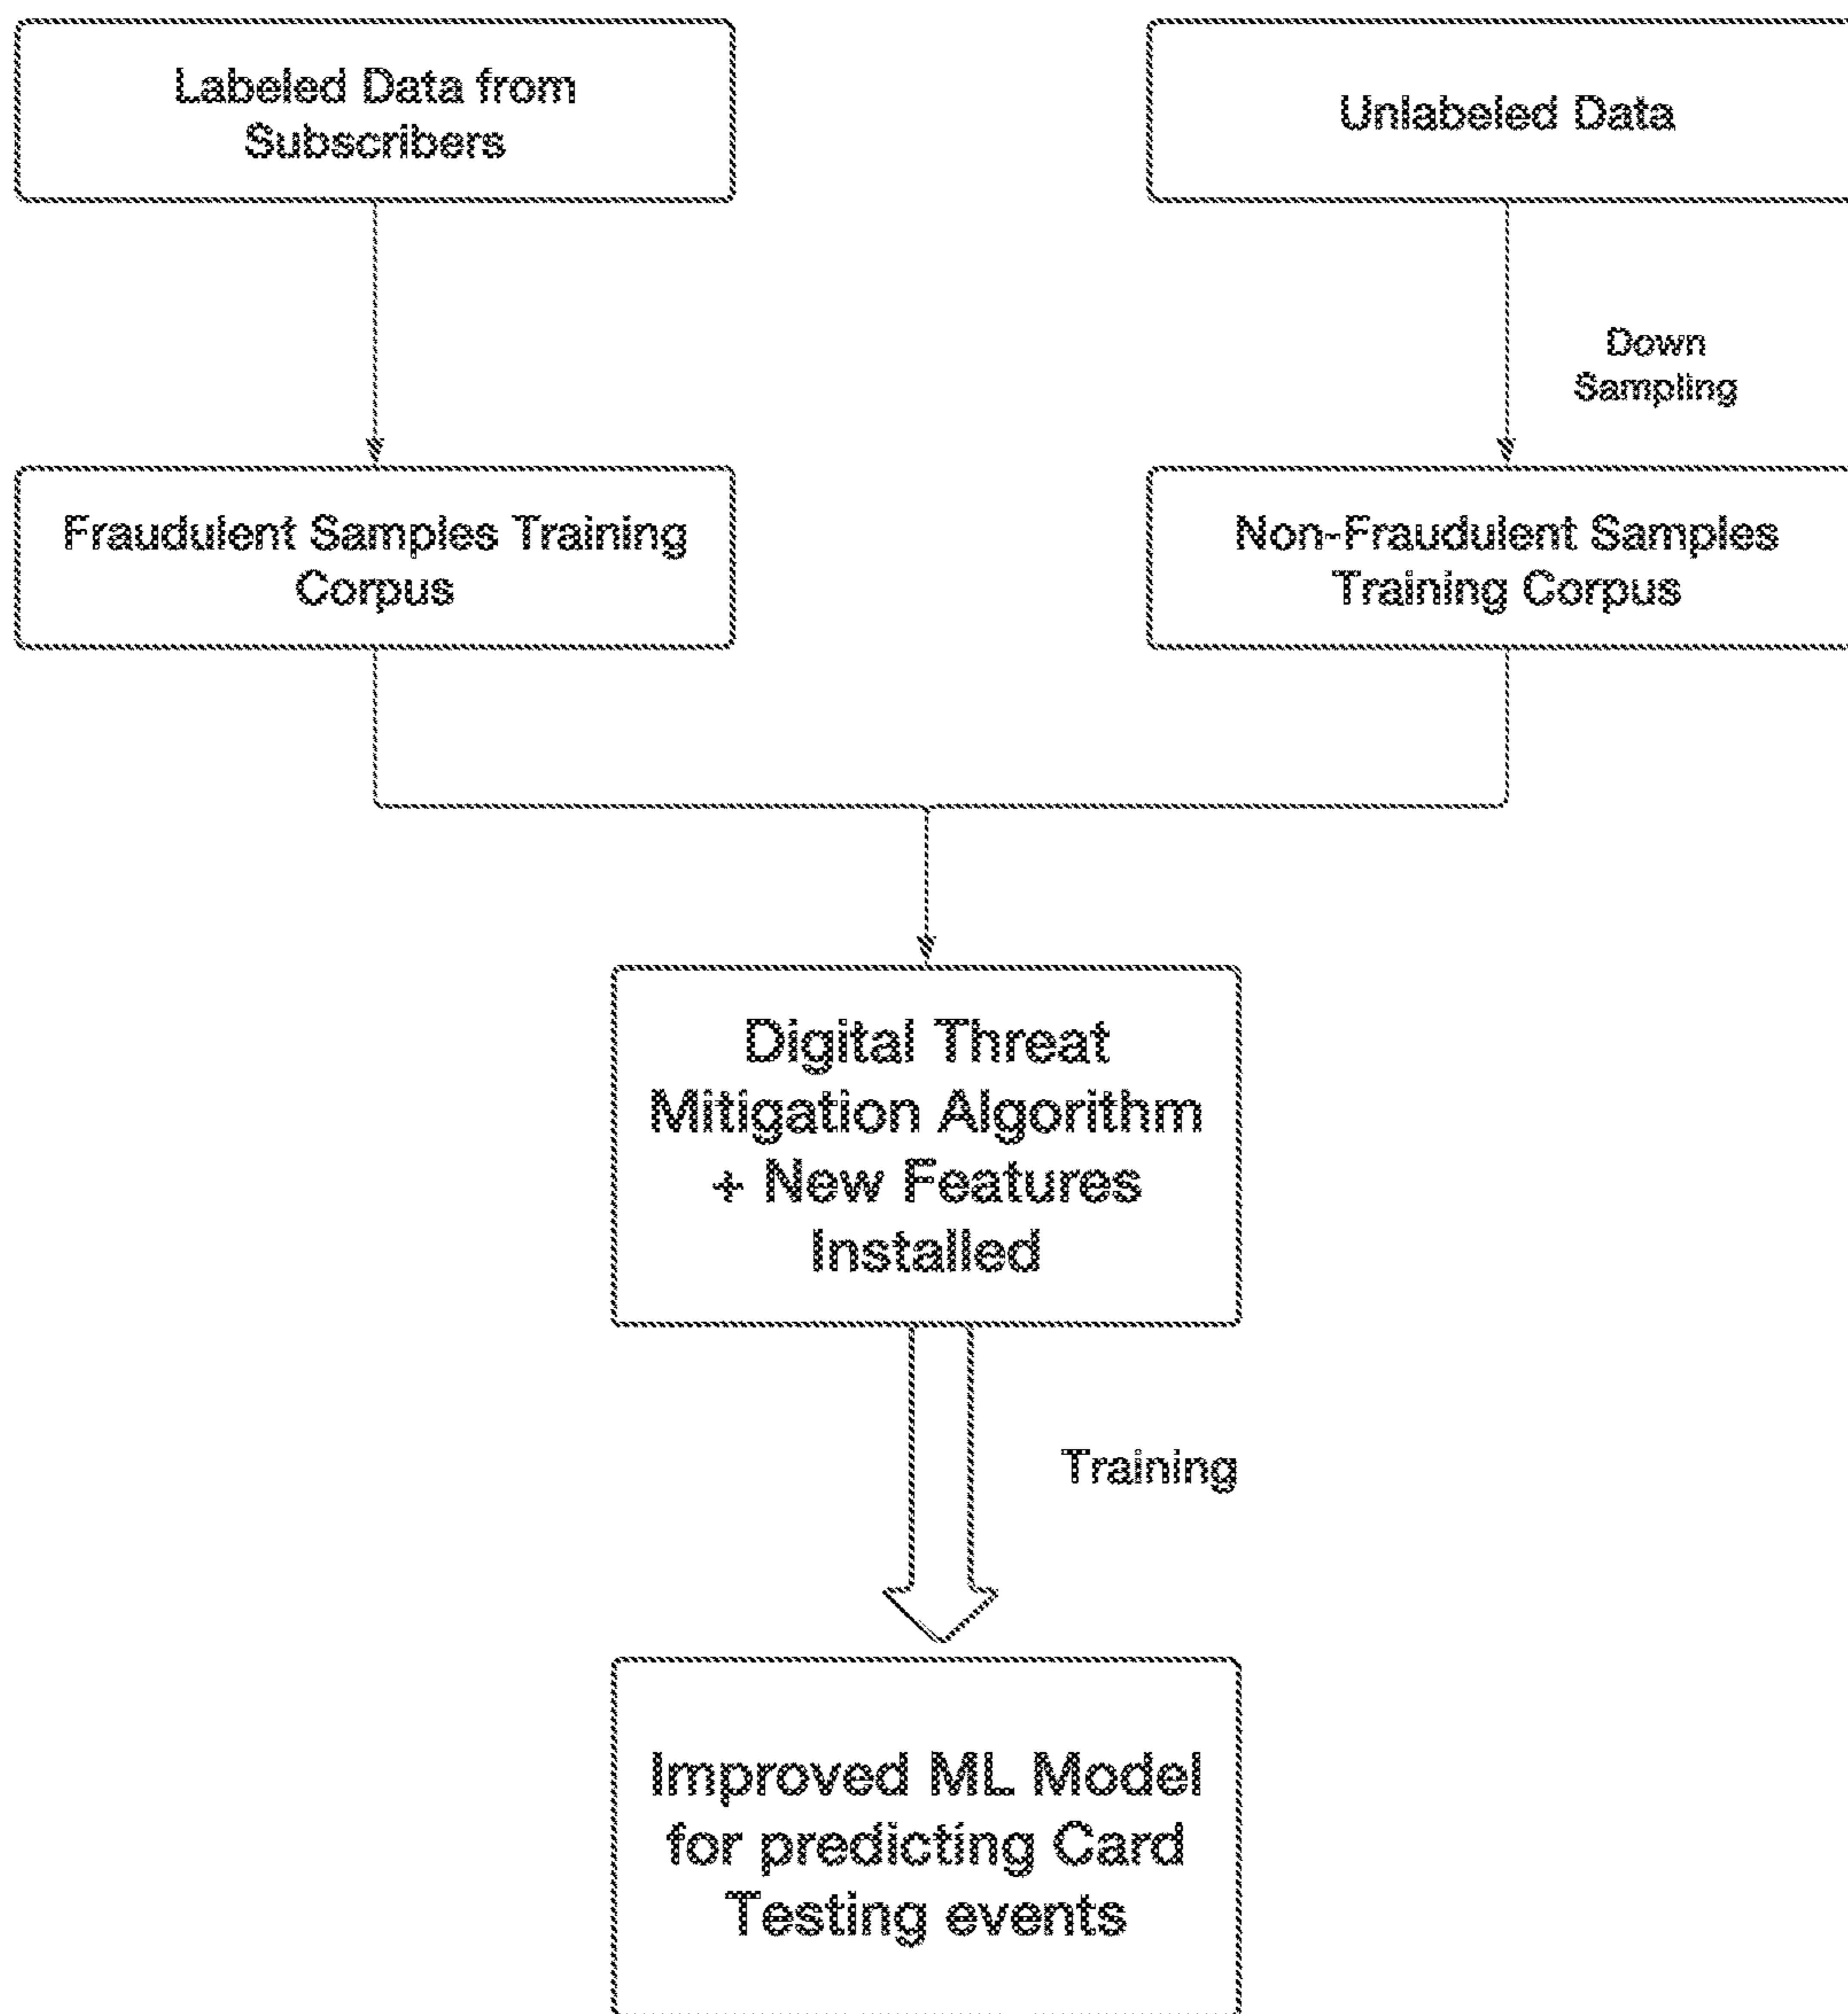 Labeled Data from
Subscribers
Unlabeled Data
Down
Sampling
Fraudulent Samples Training
Corpus
Non-Fraudulent Samples
Training Corpus
Digital Threat
Mitigation Algorithm
+ New Features
Installed
Training
Improved ML Model
for predicting Card
Testing events